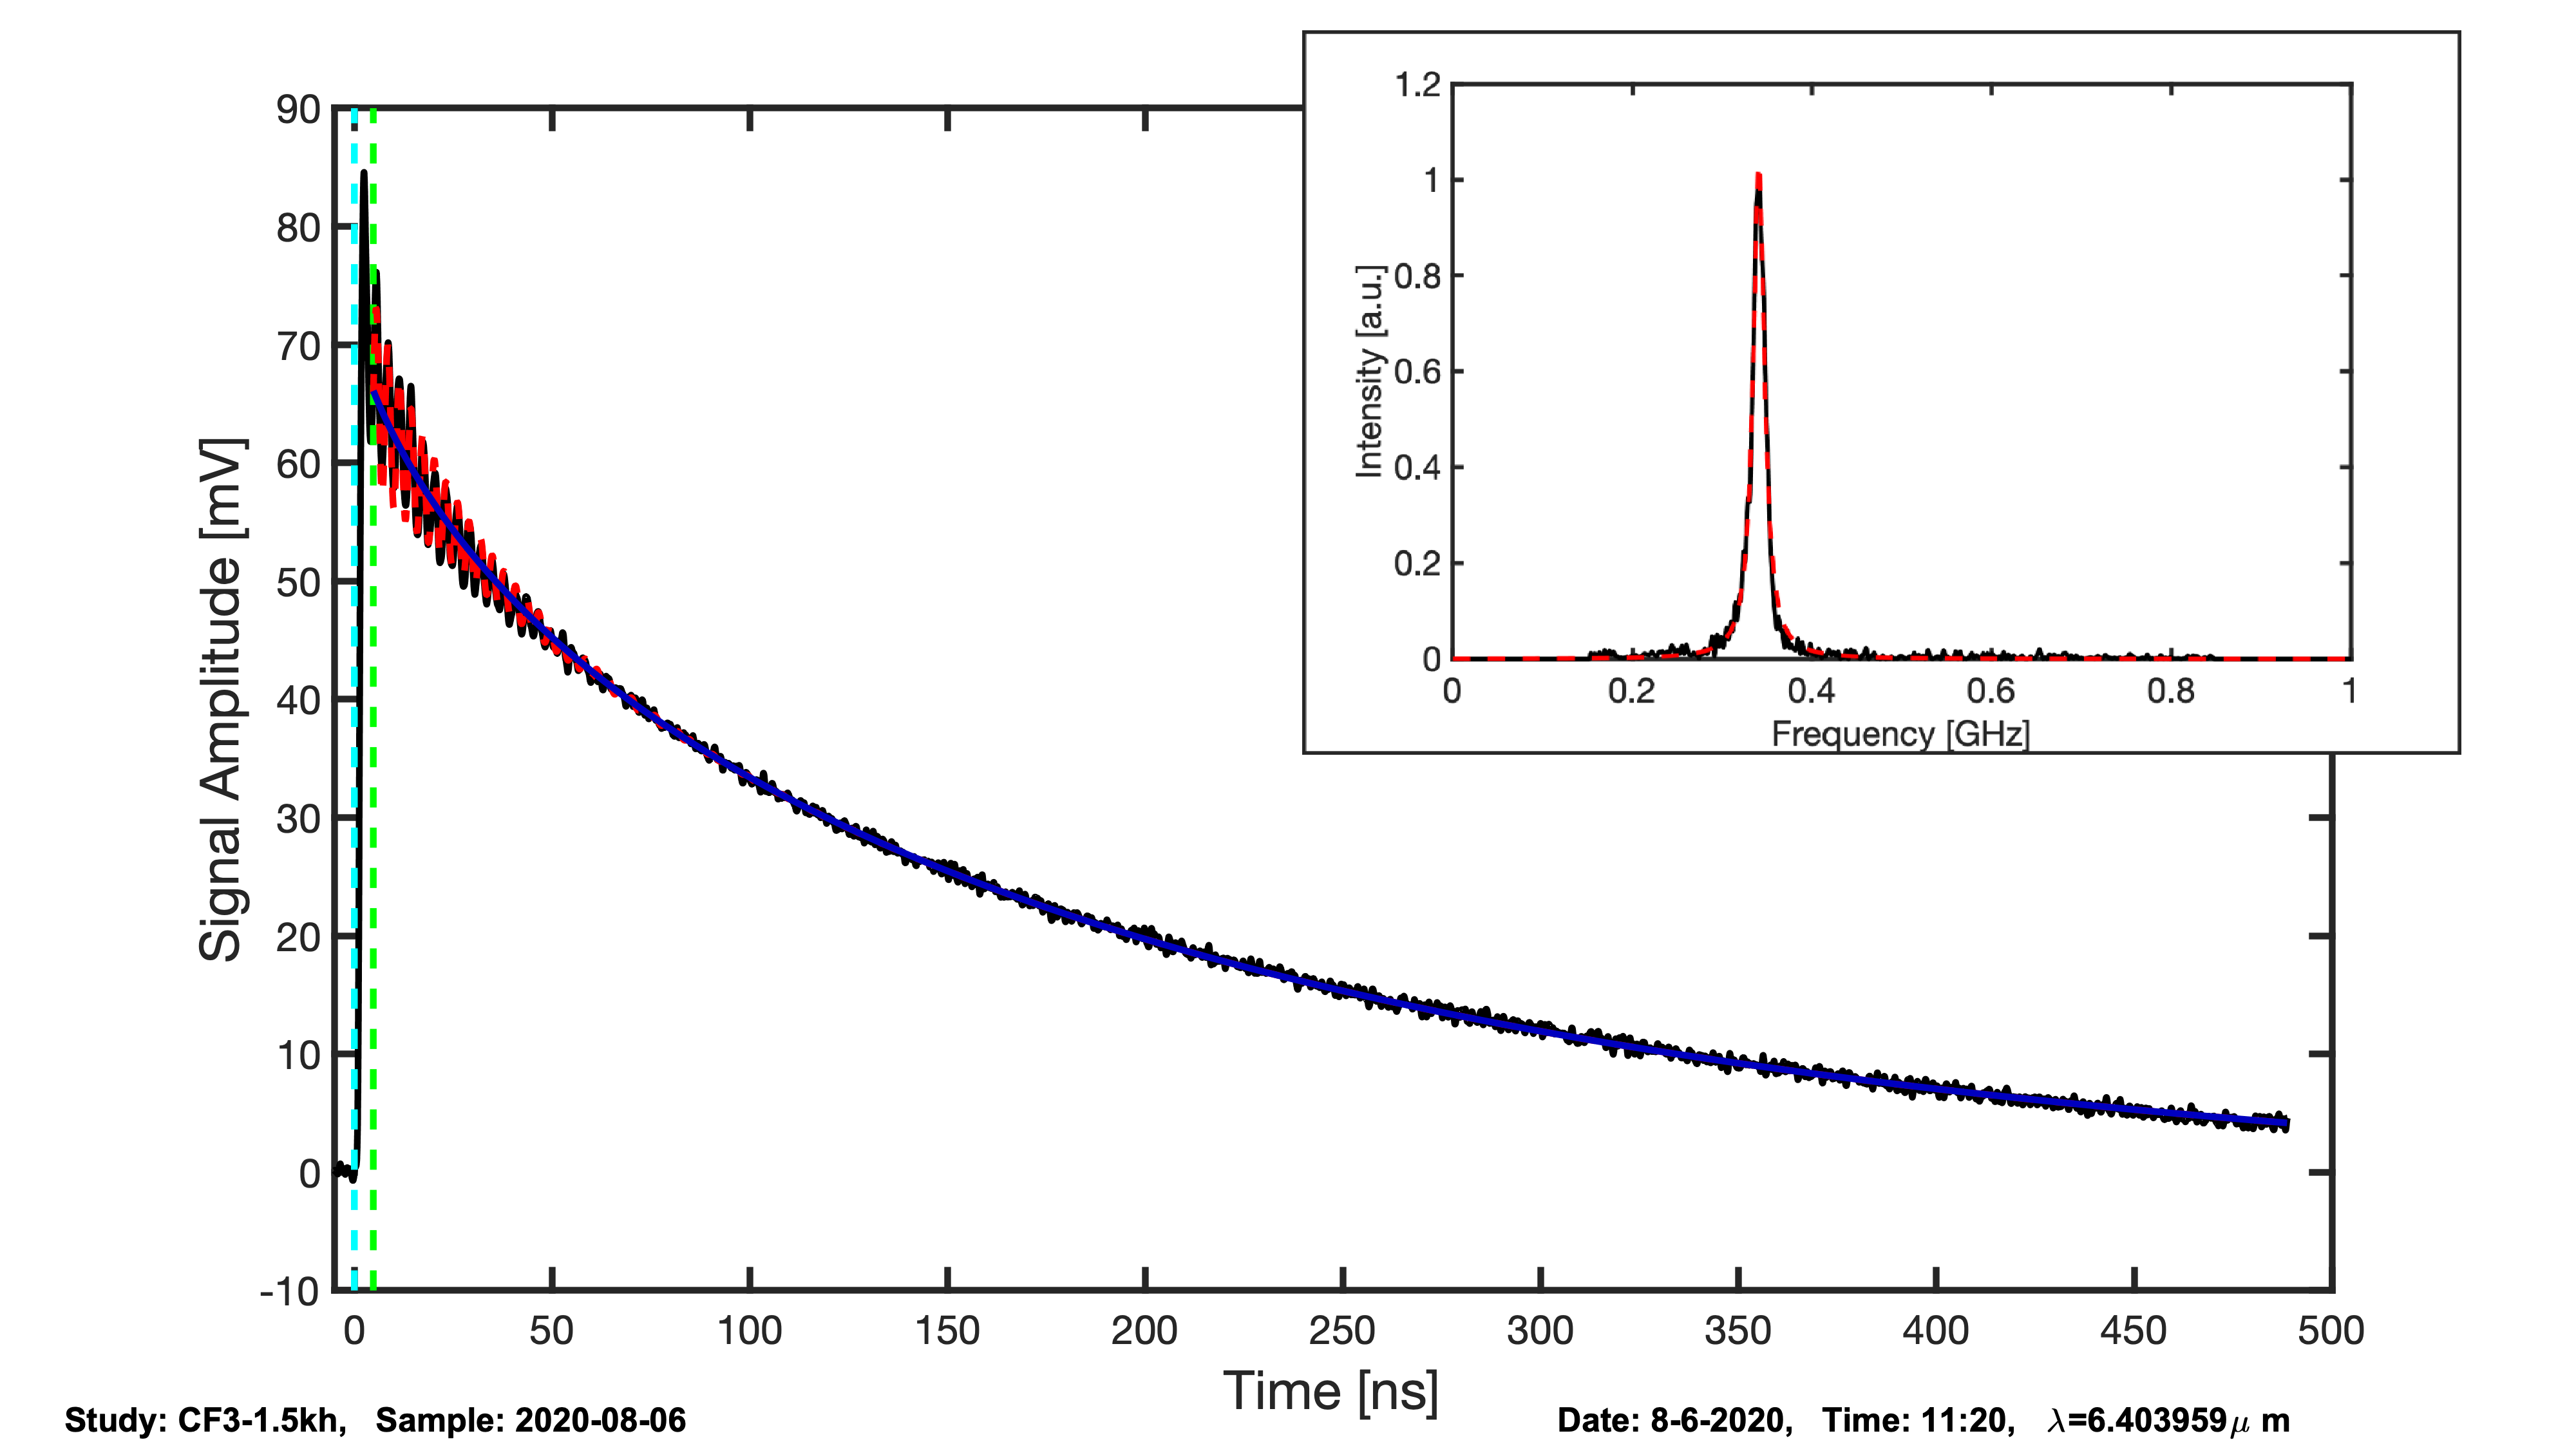 1.2
1
0.8
0.6
0.4
0.2
0
Intensity [a.u.]
0 0.2 0.4 0.6 0.8 1
Frequency [GHz]
90
80
70
60
50
40
30
20
10
0
-10
Signal Amplitude [mV]
0 50 100 150 200 250 300 350 400 450 500
Time [ns]
Study: CF3-1.5kh, Sample: 2020-08-06
Date: 8-6-2020, Time: 11:20, λ=6.403959μ m